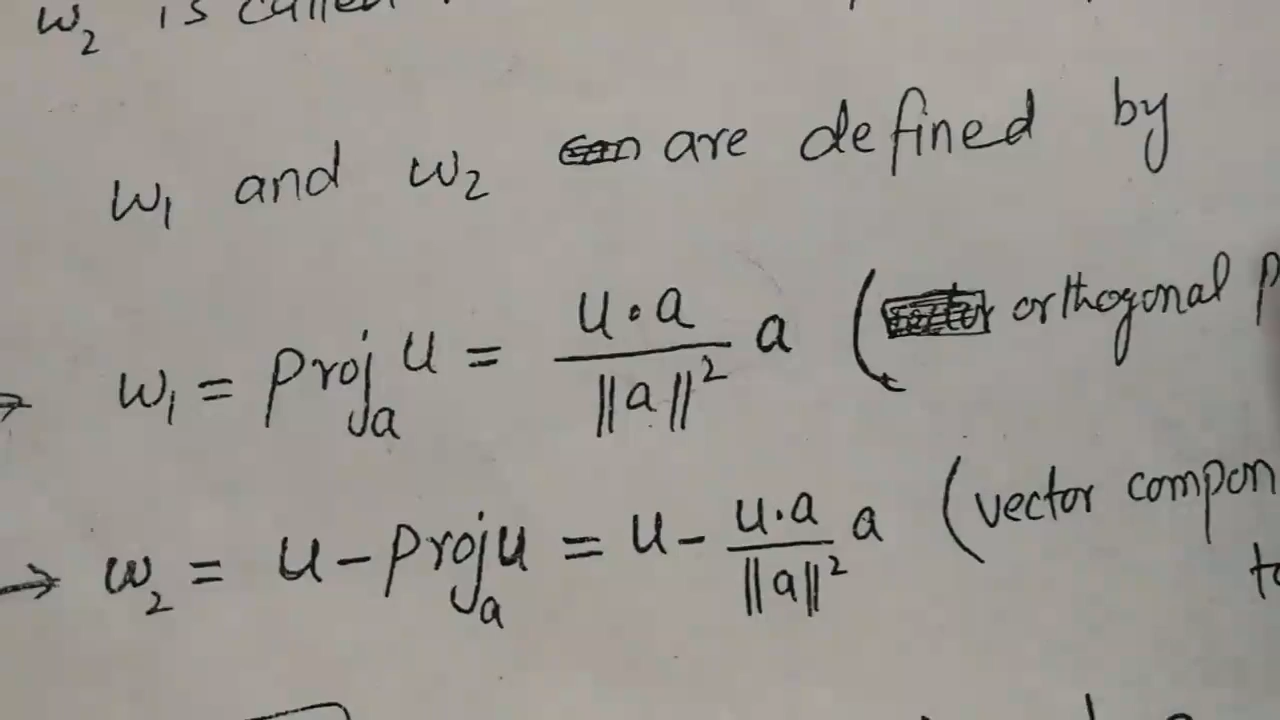 w₂ is called
w₁ and w₂ are defined by
→ w₁ = Proj_a u = (u·a)/||a||² a (orthogonal P
→ w₂ = u - Proj_a u = u - (u·a)/||a||² a (vector compon
to